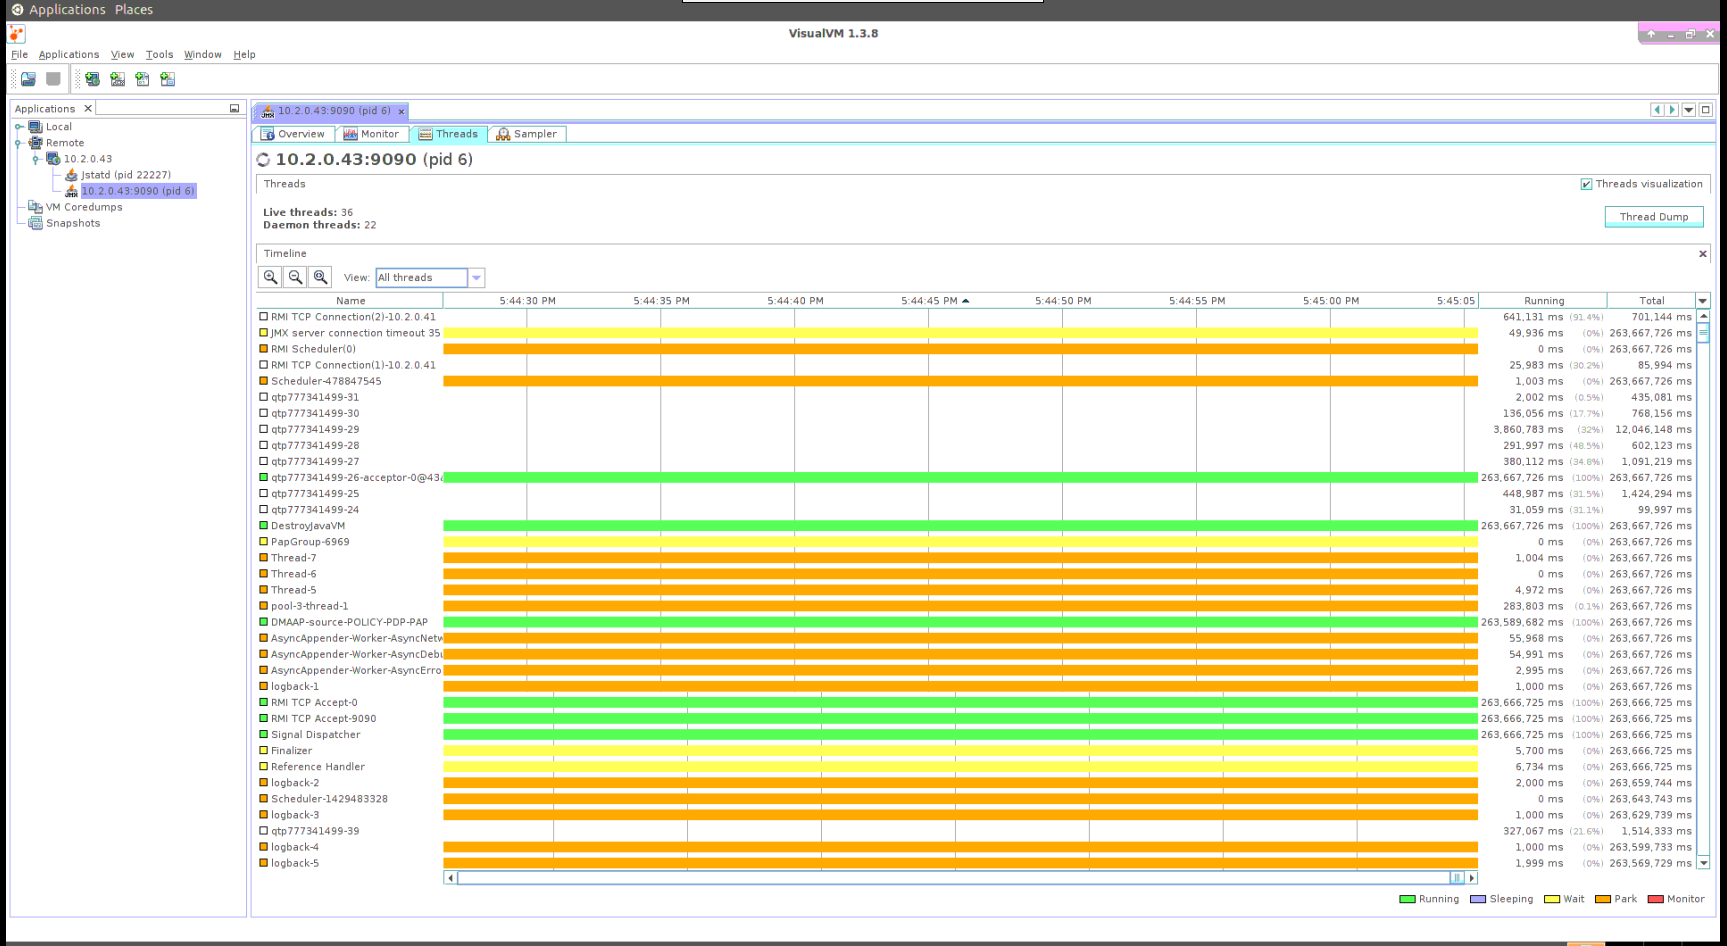 Applications Places
VisualVM 1.3.8
File Applications View Tools Window Help
Applications
Local
Remote
10.2.0.43
Jstatd (pid 22227)
10.2.0.43:9090 (pid 6)
VM Coredumps
Snapshots
10.2.0.43:9090 (pid 6)
Overview Monitor Threads Sampler
10.2.0.43:9090 (pid 6)
Threads Threads visualization
Live threads: 36
Daemon threads: 22
Thread Dump
Timeline
View: All threads
Name 5:44:30 PM 5:44:35 PM 5:44:40 PM 5:44:45 PM 5:44:50 PM 5:44:55 PM 5:45:00 PM 5:45:05 Running Total
RMI TCP Connection(2)-10.2.0.41 641,131 ms (91.4%) 701,144 ms
JMX server connection timeout 35 49,936 ms (0%) 263,667,726 ms
RMI Scheduler(0) 0 ms (0%) 263,667,726 ms
RMI TCP Connection(1)-10.2.0.41 25,983 ms (30.2%) 85,994 ms
Scheduler-478847545 1,003 ms (0%) 263,667,726 ms
qtp777341499-31 2,002 ms (0.5%) 435,081 ms
qtp777341499-30 136,056 ms (17.7%) 768,156 ms
qtp777341499-29 3,860,783 ms (32%) 12,046,148 ms
qtp777341499-28 291,997 ms (48.5%) 602,123 ms
qtp777341499-27 380,112 ms (34.8%) 1,091,219 ms
qtp777341499-26-acceptor-0@43 263,667,726 ms (100%) 263,667,726 ms
qtp777341499-25 448,987 ms (31.5%) 1,424,294 ms
qtp777341499-24 31,059 ms (31.1%) 99,997 ms
DestroyJavaVM 263,667,726 ms (100%) 263,667,726 ms
PapGroup-6969 0 ms (0%) 263,667,726 ms
Thread-7 1,004 ms (0%) 263,667,726 ms
Thread-6 0 ms (0%) 263,667,726 ms
Thread-5 4,972 ms (0%) 263,667,726 ms
pool-3-thread-1 283,803 ms (0.1%) 263,667,726 ms
DMAAP-source-POLICY-PDP-PAP 263,589,682 ms (100%) 263,667,726 ms
AsyncAppender-Worker-AsyncNetw 55,968 ms (0%) 263,667,726 ms
AsyncAppender-Worker-AsyncDebu 54,991 ms (0%) 263,667,726 ms
AsyncAppender-Worker-AsyncErro 2,995 ms (0%) 263,667,726 ms
logback-1 1,000 ms (0%) 263,667,726 ms
RMI TCP Accept-0 263,666,725 ms (100%) 263,666,725 ms
RMI TCP Accept-9090 263,666,725 ms (100%) 263,666,725 ms
Signal Dispatcher 263,666,725 ms (100%) 263,666,725 ms
Finalizer 5,700 ms (0%) 263,666,725 ms
Reference Handler 6,734 ms (0%) 263,666,725 ms
logback-2 2,000 ms (0%) 263,659,744 ms
Scheduler-1429483328 0 ms (0%) 263,643,743 ms
logback-3 1,000 ms (0%) 263,629,739 ms
qtp777341499-39 327,067 ms (21.6%) 1,514,333 ms
logback-4 1,000 ms (0%) 263,599,733 ms
logback-5 1,999 ms (0%) 263,569,729 ms
Running Sleeping Wait Park Monitor